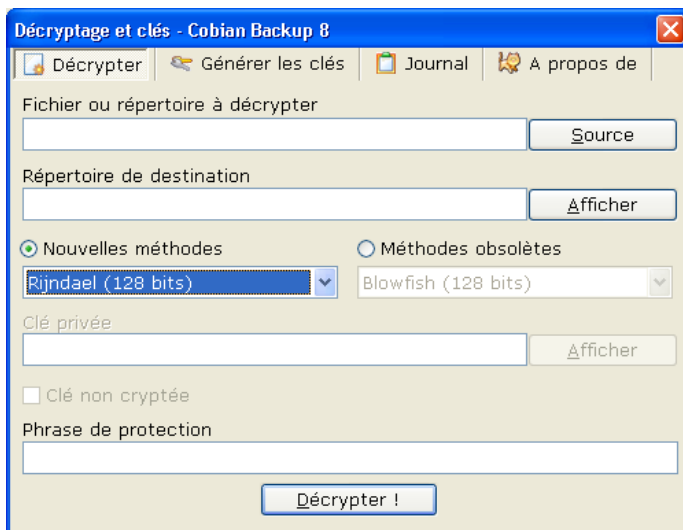 Décryptage et clés - Cobian Backup 8
Décrypter Générer les clés Journal A propos de
Fichier ou répertoire à décrypter
Source
Répertoire de destination
Afficher
Nouvelles méthodes Méthodes obsolètes
Rijndael (128 bits) Blowfish (128 bits)
Clé privée
Afficher
Clé non cryptée
Phrase de protection
Décrypter !